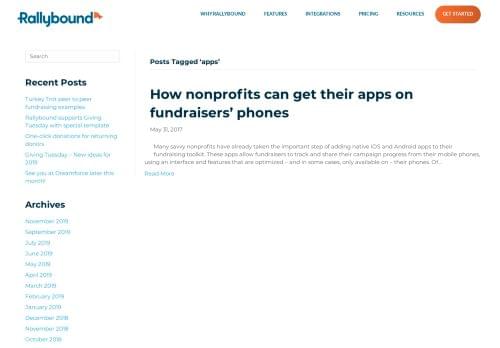 Rallybound
WHY RALLYBOUND
FEATURES
INTEGRATIONS
PRICING
RESOURCES
GET STARTED
Search
Recent Posts
Turkey Trot peer to peer
fundraising examples
Rallybound supports Giving
Tuesday with special template
One-click donations for returning
donors
Giving Tuesday – New ideas for
2019
See you at Dreamforce later this
month!
Archives
November 2019
September 2019
July 2019
June 2019
May 2019
April 2019
March 2019
February 2019
January 2019
December 2018
November 2018
October 2018
Posts Tagged ‘apps’
How nonprofits can get their apps on
fundraisers’ phones
May 31, 2017
Many savvy nonprofits have already taken the important step of adding native iOS and Android apps to their
fundraising toolkit. These apps allow fundraisers to track and share their campaign progress from their mobile phones,
using an interface and features that are optimized – and in some cases, only available on – their phones. Of...
Read More